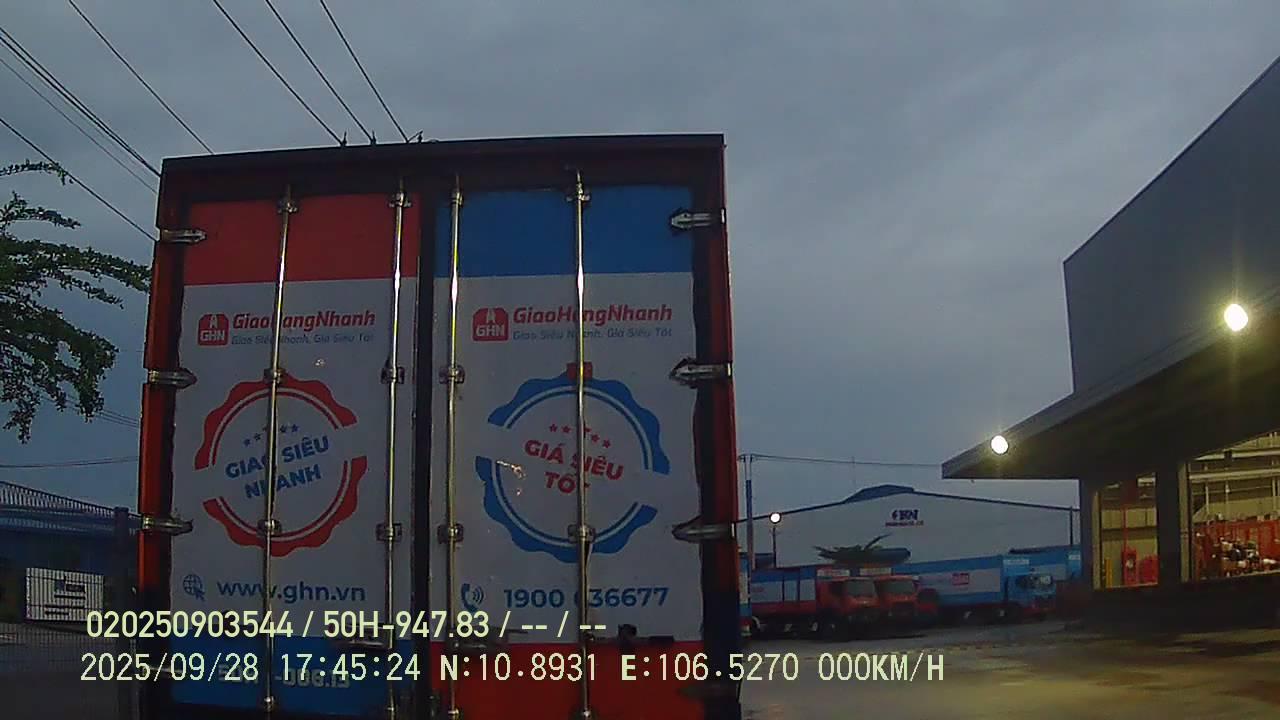 GHN GiaoHangNhanh
Giao Siêu Nhanh, Giá Siêu Tốt
GHN GiaoHangNhanh
Giao Siêu Nhanh, Giá Siêu Tốt
GIAO SIÊU
NHANH
GIÁ SIÊU
TỐT
www.ghn.vn
1900 636677
GHN
020250903544 / 50H-947.83 / -- / --
2025/09/28 17:45:24 N:10.8931 E:106.5270 000KM/H